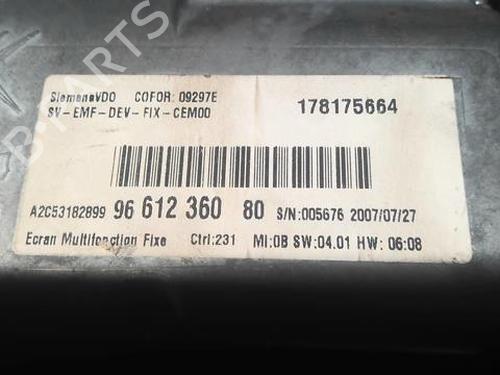 B-PARTS
SiemensVDO COFOR: 09297E
SV-EMF-DEV-FIX-CEM00
178175664
A2C53182899 96 612 360 80 S/N:005676 2007/07/27
Ecran Multifonction Fixe Ctrl:231 MI:0B SW:04.01 HW: 06:08